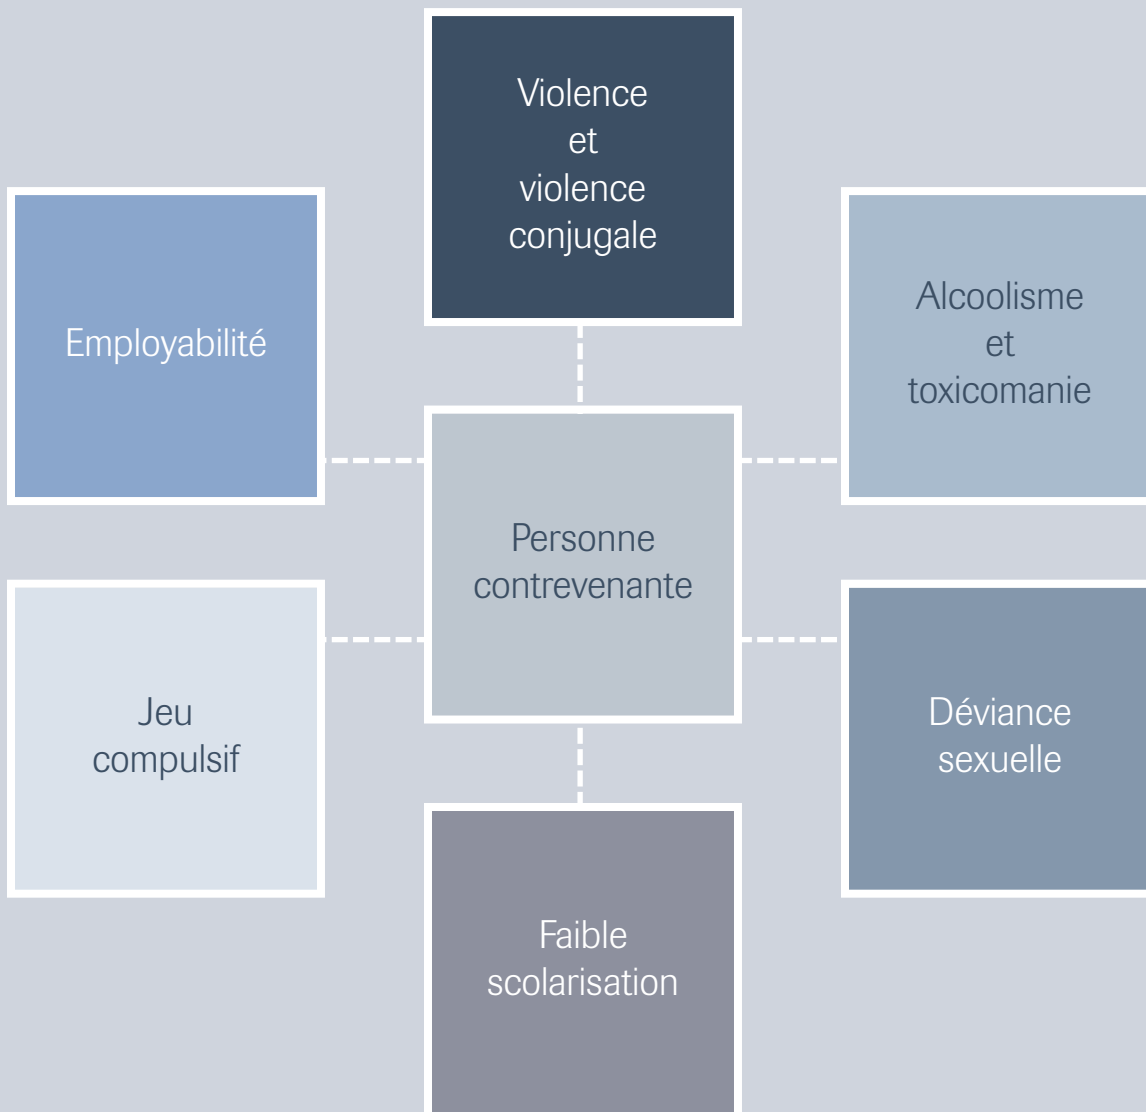 Violence
et
violence
conjugale
Employabilité
Alcoolisme
et
toxicomanie
Personne
contrevenante
Jeu
compulsif
Déviance
sexuelle
Faible
scolarisation